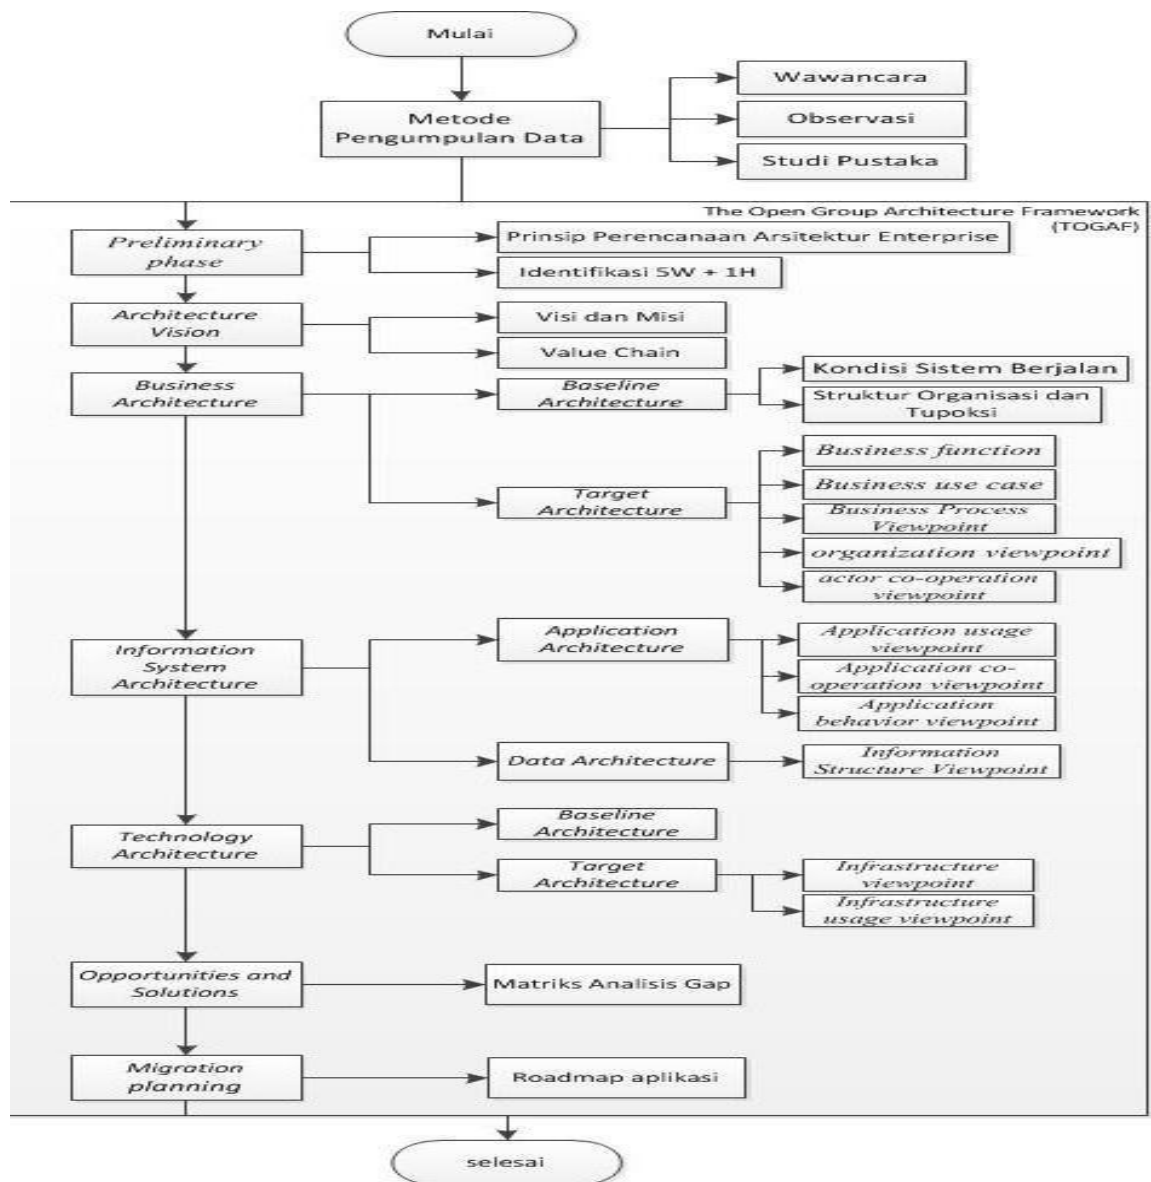 Mulai
Metode
Pengumpulan Data
Wawancara
Observasi
Studi Pustaka
The Open Group Architecture Framework
(TOGAF)
Preliminary
phase
Prinsip Perencanaan Arsitektur Enterprise
Identifikasi 5W + 1H
Architecture
Vision
Visi dan Misi
Value Chain
Business
Architecture
Baseline
Architecture
Kondisi Sistem Berjalan
Struktur Organisasi dan
Tupoksi
Target
Architecture
Business function
Business use case
Business Process
Viewpoint
organization viewpoint
actor co-operation
viewpoint
Information
System
Architecture
Application
Architecture
Application usage
viewpoint
Application co-
operation viewpoint
Application
behavior viewpoint
Data Architecture
Information
Structure Viewpoint
Technology
Architecture
Baseline
Architecture
Target
Architecture
Infrastructure
viewpoint
Infrastructure
usage viewpoint
Opportunities and
Solutions
Matriks Analisis Gap
Migration
planning
Roadmap aplikasi
selesai